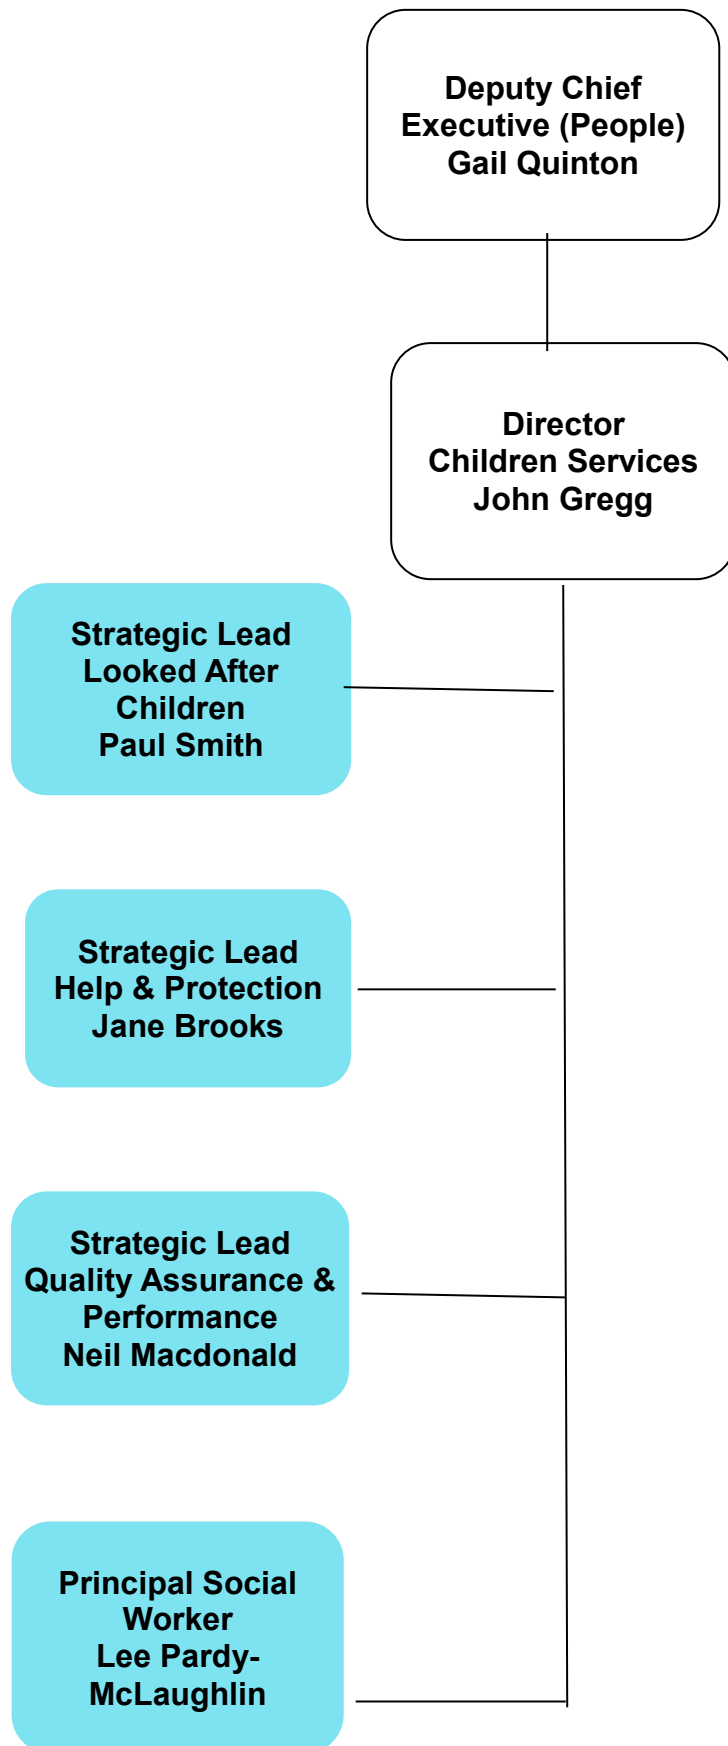 Deputy Chief
Executive (People)
Gail Quinton
Director
Children Services
John Gregg
Strategic Lead
Looked After
Children
Paul Smith
Strategic Lead
Help & Protection
Jane Brooks
Strategic Lead
Quality Assurance &
Performance
Neil Macdonald
Principal Social
Worker
Lee Pardy-
McLaughlin